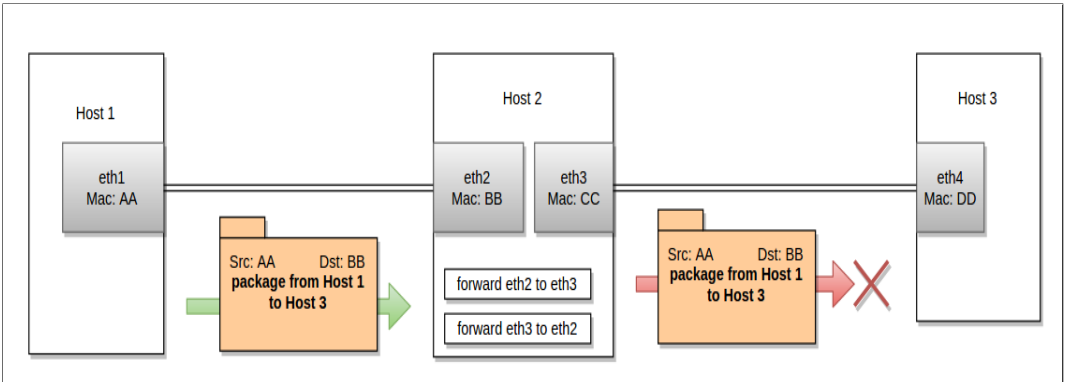 Host 1
eth1
Mac: AA
Src: AA Dst: BB
package from Host 1
to Host 3
Host 2
eth2
Mac: BB
eth3
Mac: CC
forward eth2 to eth3
forward eth3 to eth2
Src: AA Dst: BB
package from Host 1
to Host 3
Host 3
eth4
Mac: DD